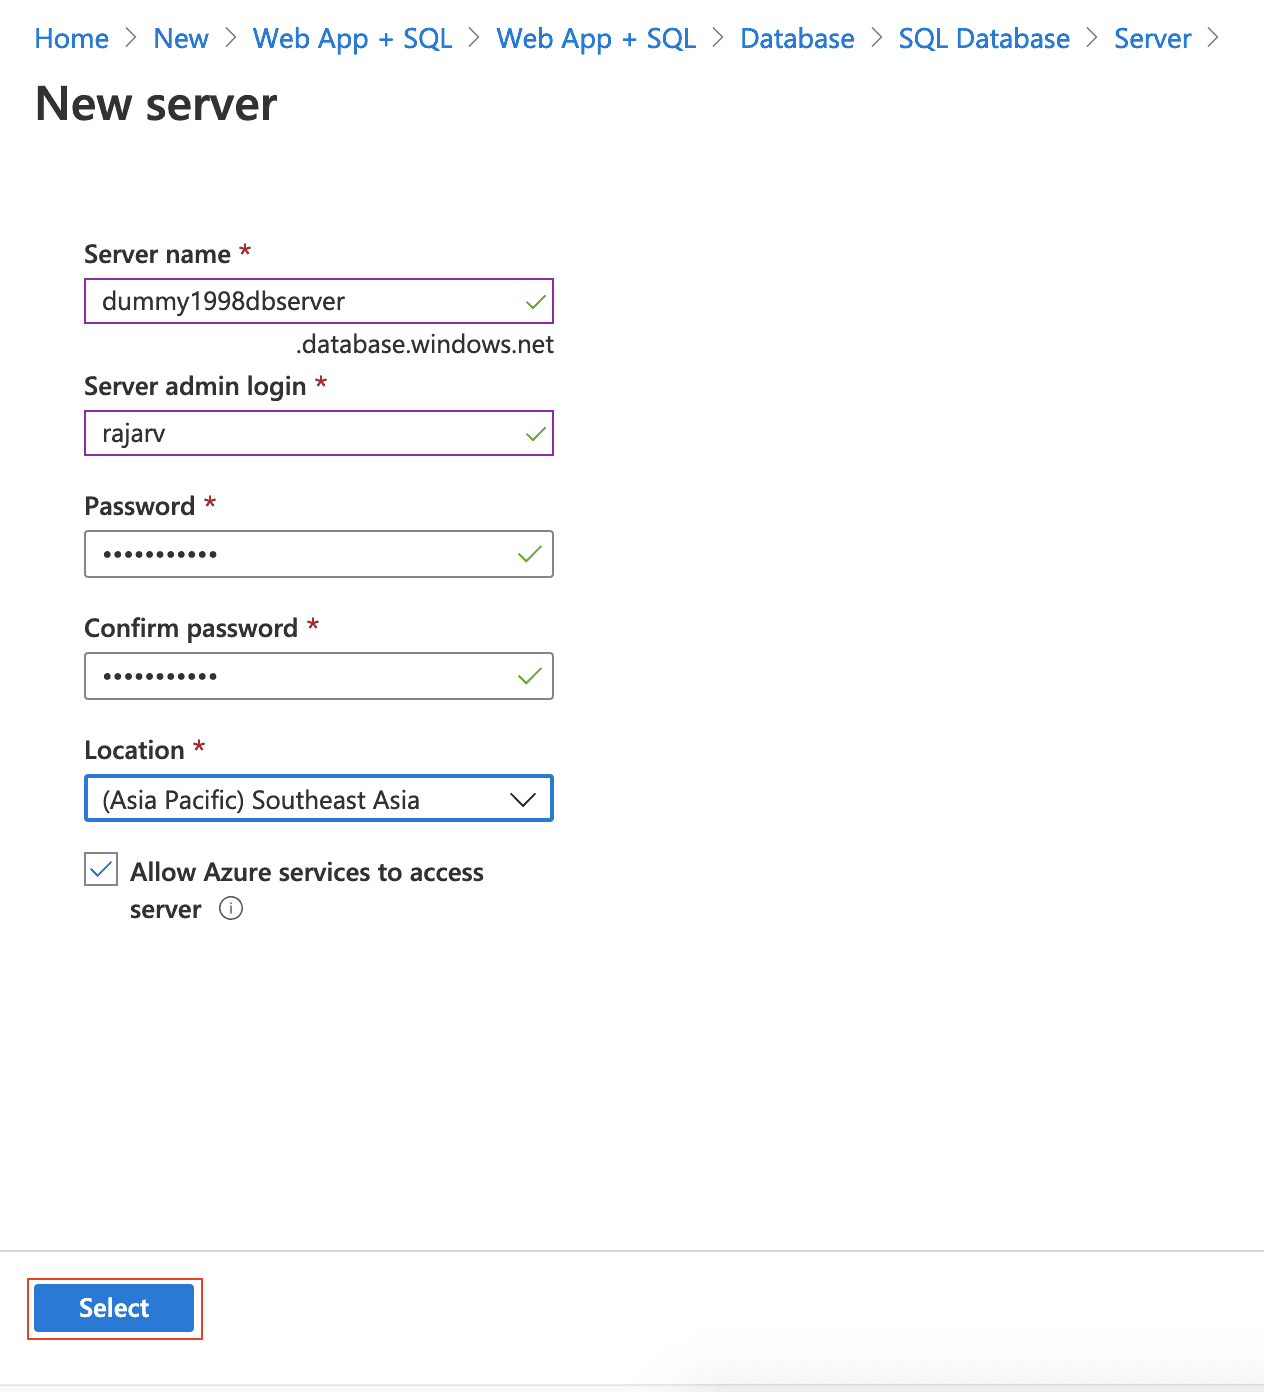 Home > New > Web App + SQL > Web App + SQL > Database > SQL Database > Server >
New server
Server name *
dummy1998dbserver
.database.windows.net
Server admin login *
rajarv
Password *
•••••••••••
Confirm password *
•••••••••••
Location *
(Asia Pacific) Southeast Asia
Allow Azure services to access
server
Select